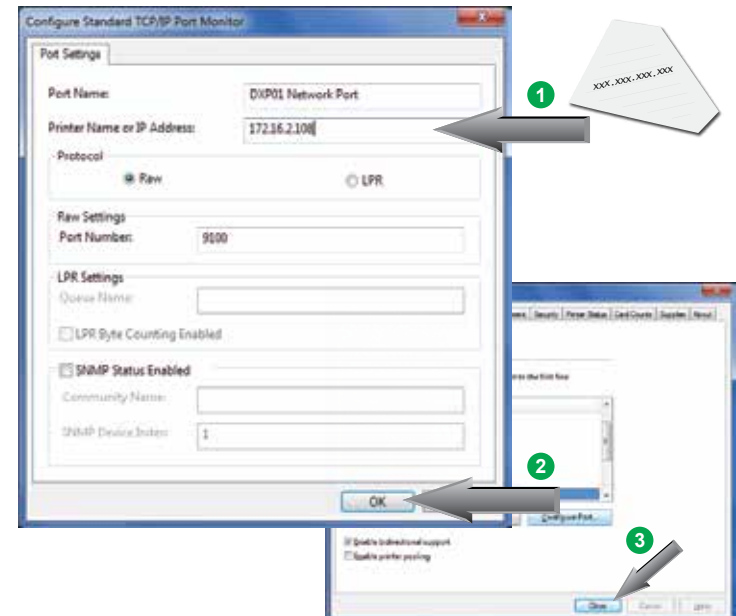 Configure Standard TCP/IP Port Monitor
Port Settings
Port Name: DXP01 Network Port
Printer Name or IP Address: 172.16.2.108
Protocol
Raw LPR
Raw Settings
Port Number: 9100
LPR Settings
Queue Name:
LPR Byte Counting Enabled
SNMP Status Enabled
Community Name:
SNMP Device Index: 1
OK
1
xxx.xxx.xxx.xxx
Security Printer Status Card Counts Supplies About
2
Configure Port...
Enable bidirectional support
Enable printer pooling
3
Close Cancel Apply